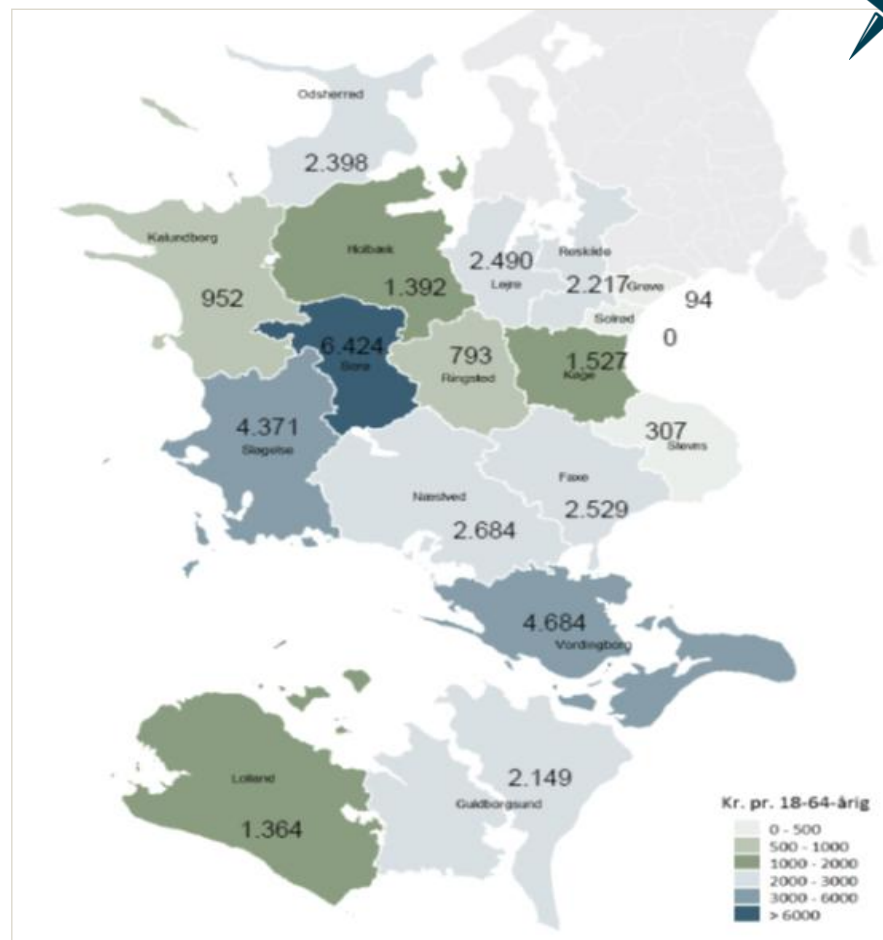 Odsherred
2.398
Kalundborg
952
Holbæk
1.392
2.490
Lejre
Roskilde
2.217
Greve
94
Solrød
0
6.424
Sorø
793
Ringsted
1.527
Køge
4.371
Slagelse
307
Stevns
Faxe
2.529
Næstved
2.684
4.684
Vordingborg
Lolland
1.364
2.149
Guldborgsund
Kr. pr. 18-64-årig
0 - 500
500 - 1000
1000 - 2000
2000 - 3000
3000 - 6000
> 6000